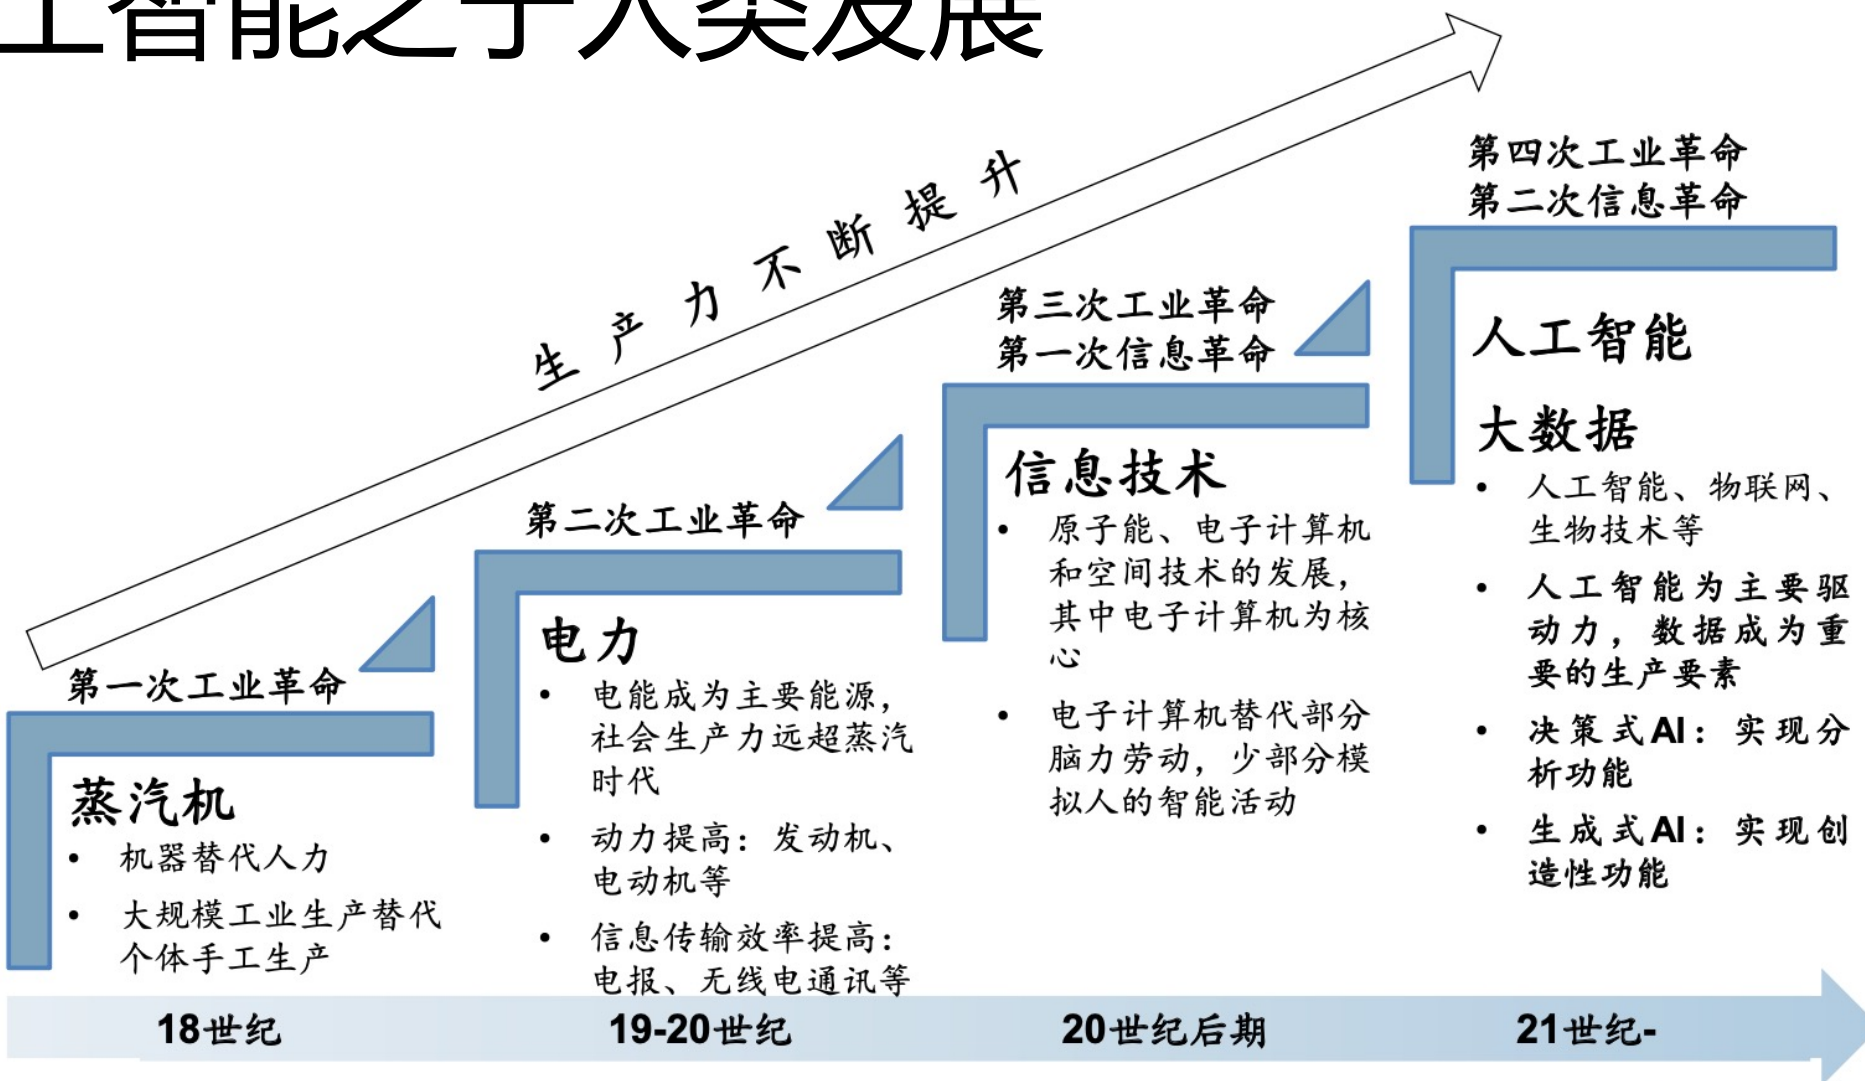 工智能之于人类发展
生产力不断提升
第一次工业革命
蒸汽机
• 机器替代人力
• 大规模工业生产替代
个体手工生产
第二次工业革命
电力
• 电能成为主要能源，
社会生产力远超蒸汽
时代
• 动力提高：发动机、
电动机等
• 信息传输效率提高：
电报、无线电通讯等
第三次工业革命
第一次信息革命
信息技术
• 原子能、电子计算机
和空间技术的发展，
其中电子计算机为核
心
• 电子计算机替代部分
脑力劳动，少部分模
拟人的智能活动
第四次工业革命
第二次信息革命
人工智能
大数据
• 人工智能、物联网、
生物技术等
• 人工智能为主要驱
动力，数据成为重
要的生产要素
• 决策式AI：实现分
析功能
• 生成式AI：实现创
造性功能
18世纪
19-20世纪
20世纪后期
21世纪-